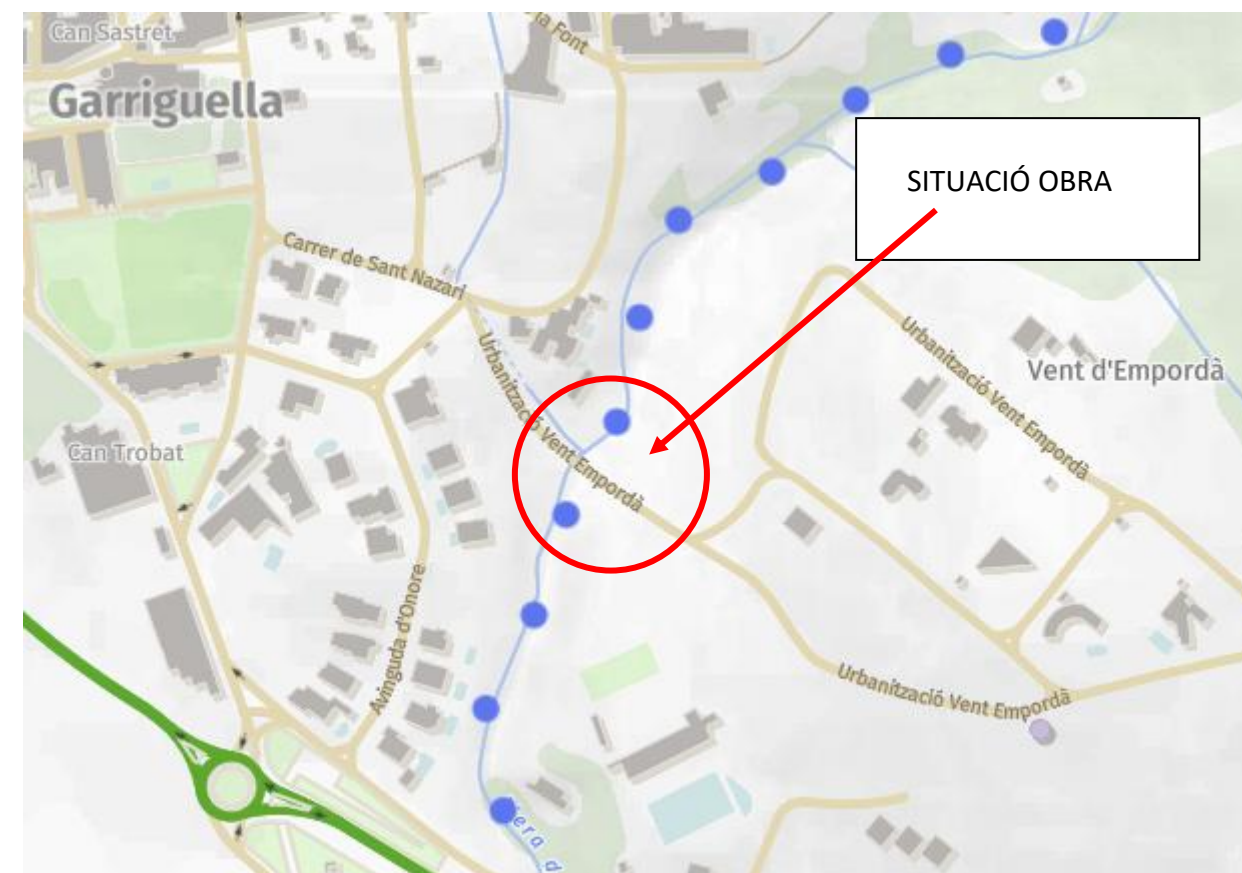 Can Sastret
la Font
Garriguella
SITUACIÓ OBRA
Carrer de Sant Nazari
Urbanització Vent Empordà
Urbanització Vent Empordà
Vent d'Empordà
Can Trobat
Avinguda d'Onore
Urbanització Vent Empordà
Riera d